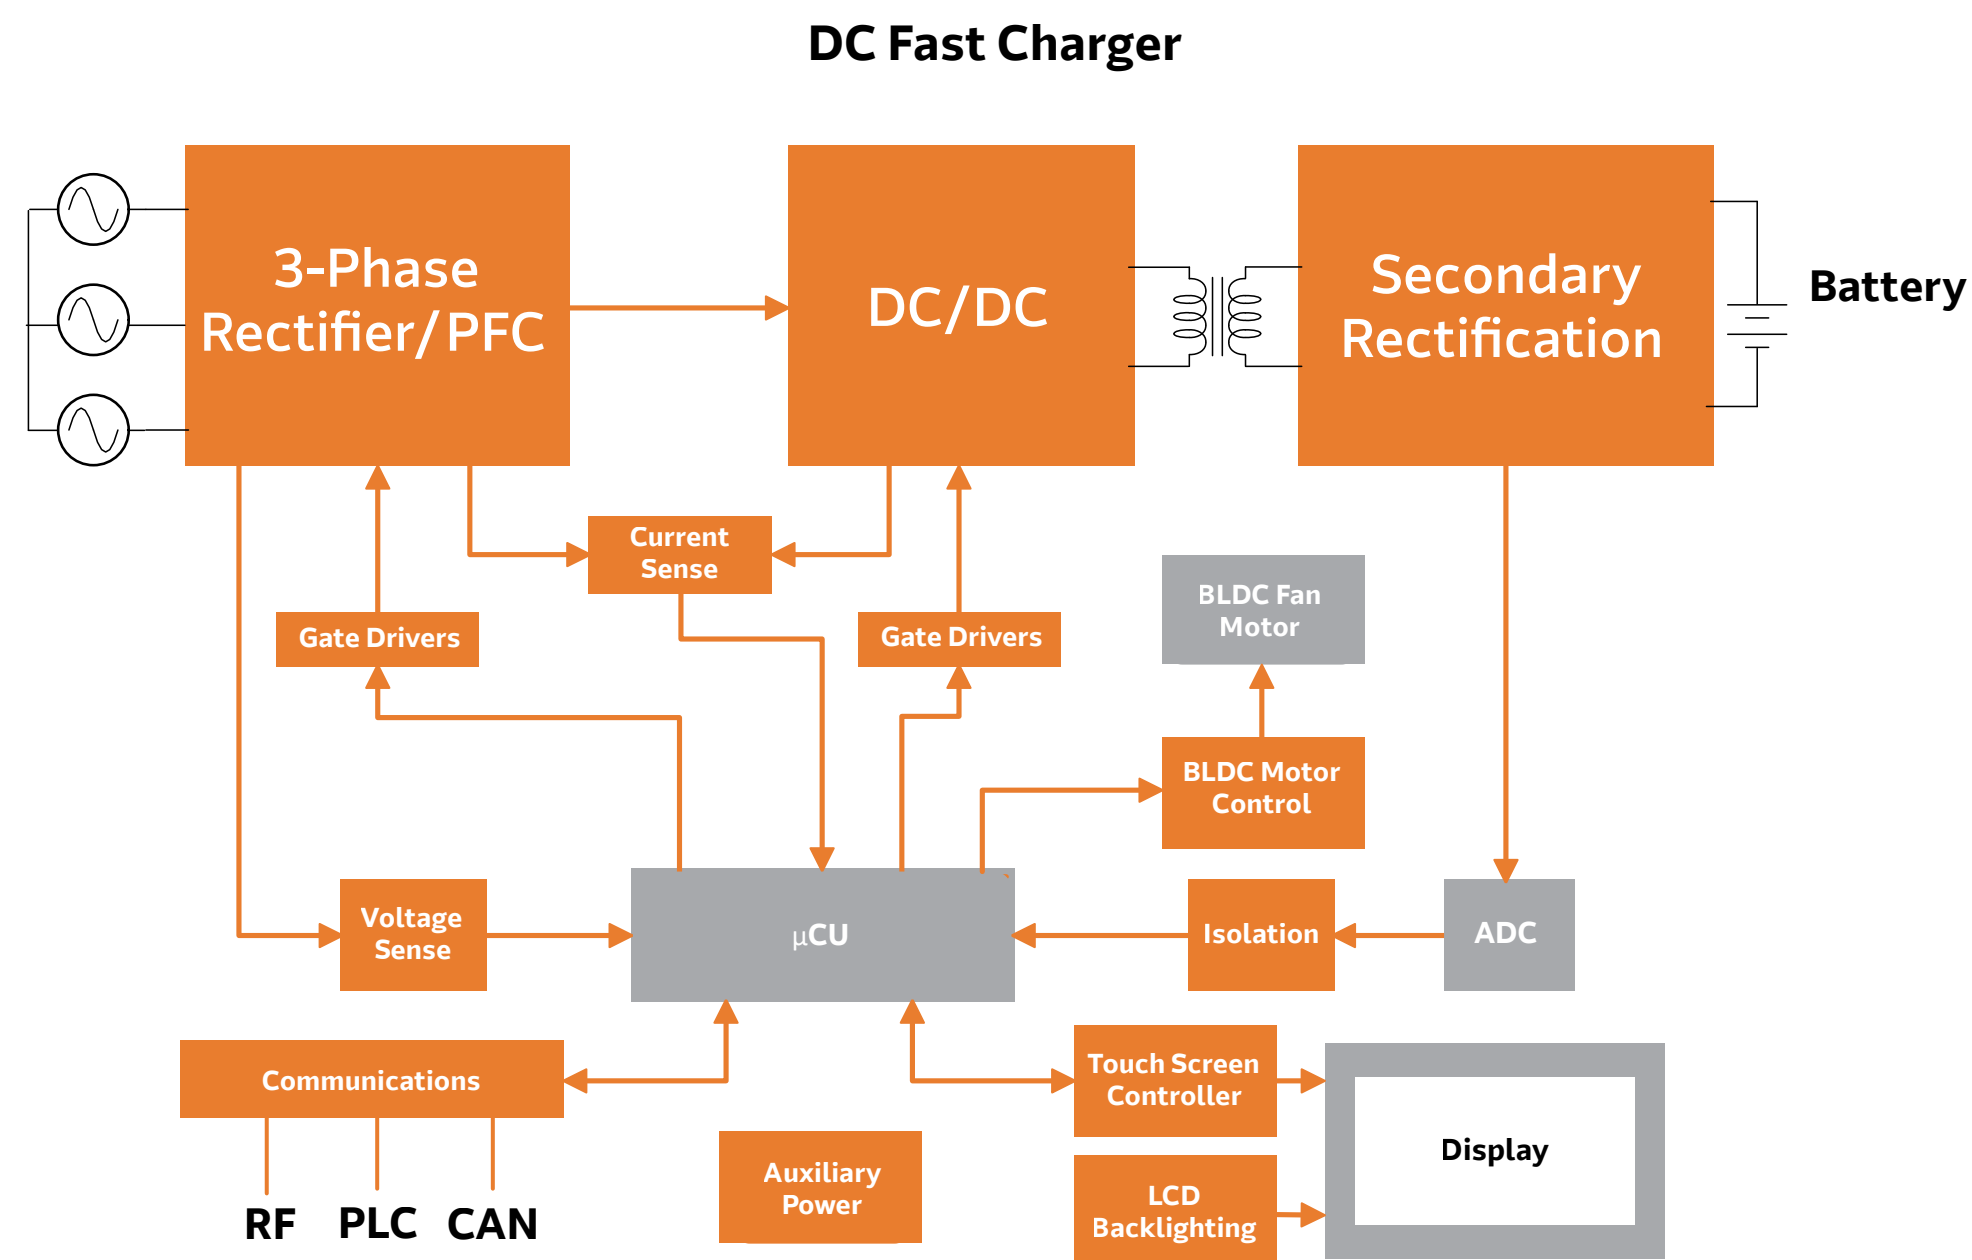 DC Fast Charger
3-Phase
Rectifier/PFC
DC/DC
Secondary
Rectification
Battery
Current
Sense
Gate Drivers
Gate Drivers
BLDC Fan
Motor
BLDC Motor
Control
Voltage
Sense
μCU
Isolation
ADC
Communications
Touch Screen
Controller
Display
Auxiliary
Power
LCD
Backlighting
RF
PLC
CAN